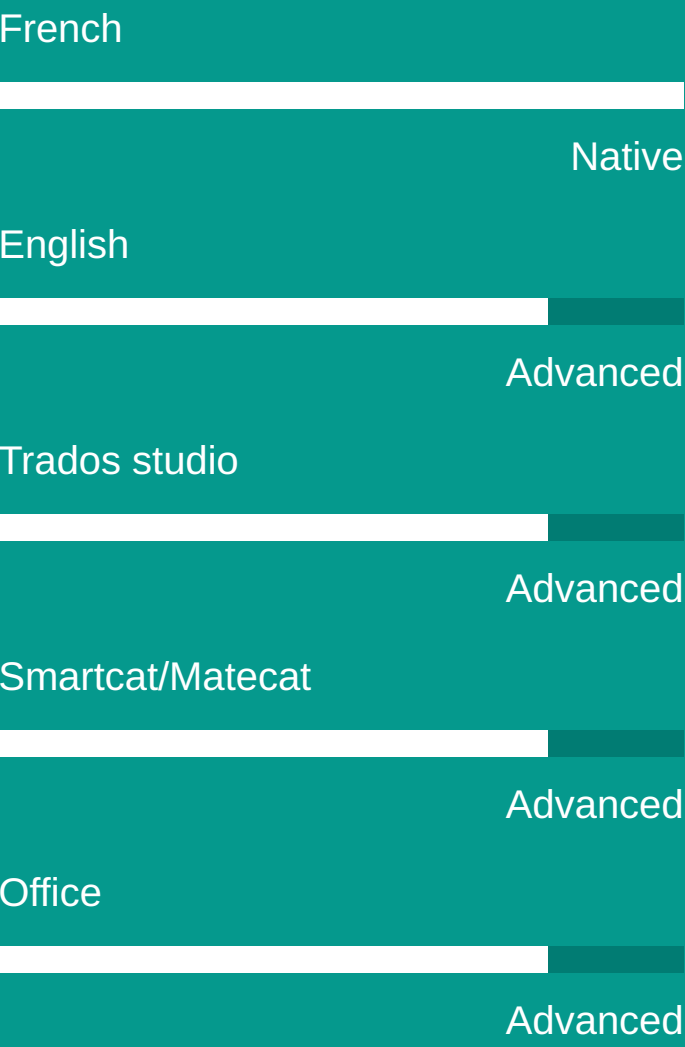 French
Native
English
Advanced
Trados studio
Advanced
Smartcat/Matecat
Advanced
Office
Advanced